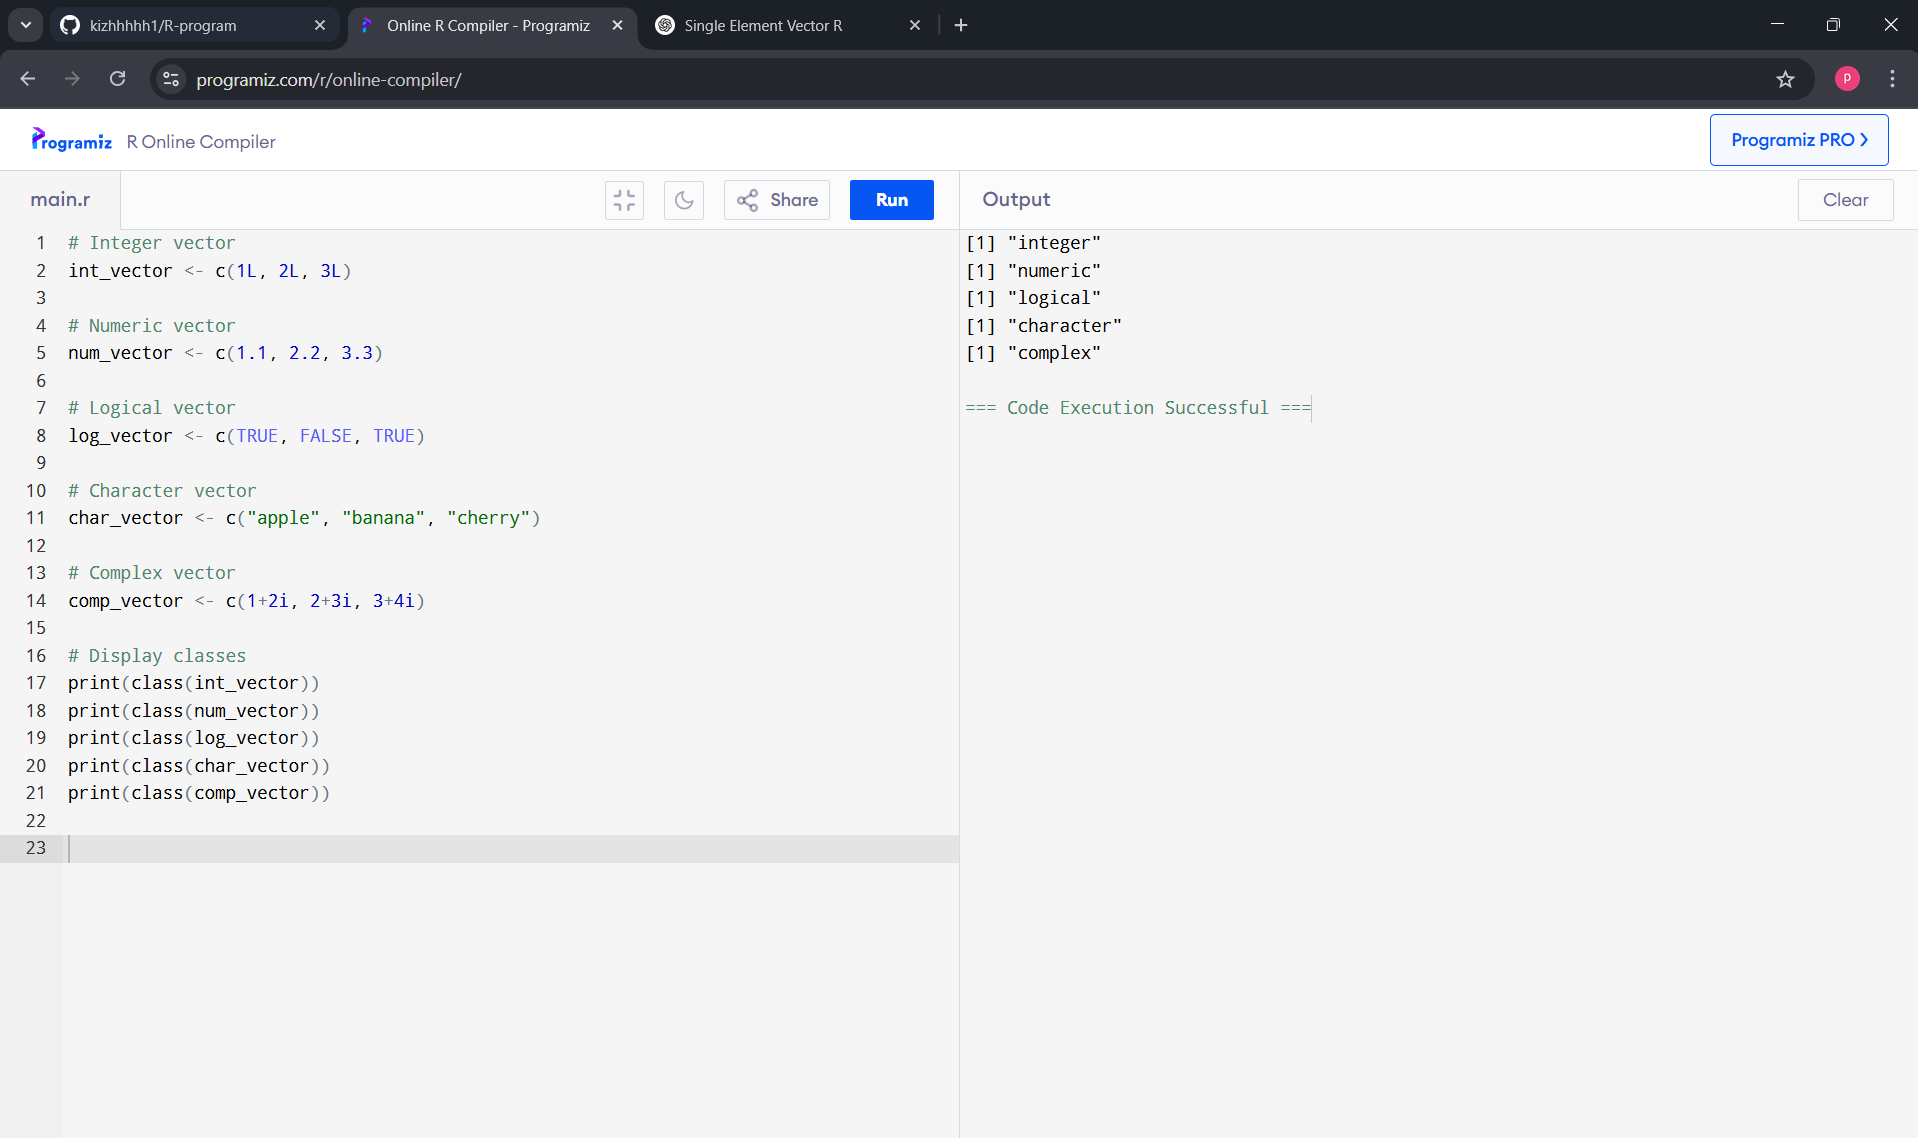 kizhhhhh1/R-program
Online R Compiler - Programiz
Single Element Vector R
programiz.com/r/online-compiler/
P
Programiz R Online Compiler
Programiz PRO >
main.r
Share
Run
Output
Clear
1 # Integer vector
2 int_vector <- c(1L, 2L, 3L)
3
4 # Numeric vector
5 num_vector <- c(1.1, 2.2, 3.3)
6
7 # Logical vector
8 log_vector <- c(TRUE, FALSE, TRUE)
9
10 # Character vector
11 char_vector <- c("apple", "banana", "cherry")
12
13 # Complex vector
14 comp_vector <- c(1+2i, 2+3i, 3+4i)
15
16 # Display classes
17 print(class(int_vector))
18 print(class(num_vector))
19 print(class(log_vector))
20 print(class(char_vector))
21 print(class(comp_vector))
22
23
[1] "integer"
[1] "numeric"
[1] "logical"
[1] "character"
[1] "complex"
=== Code Execution Successful ===